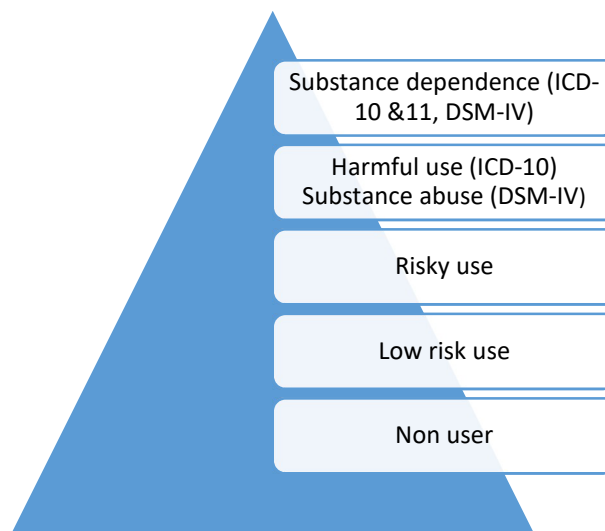 Substance dependence (ICD-
10 &11, DSM-IV)
Harmful use (ICD-10)
Substance abuse (DSM-IV)
Risky use
Low risk use
Non user